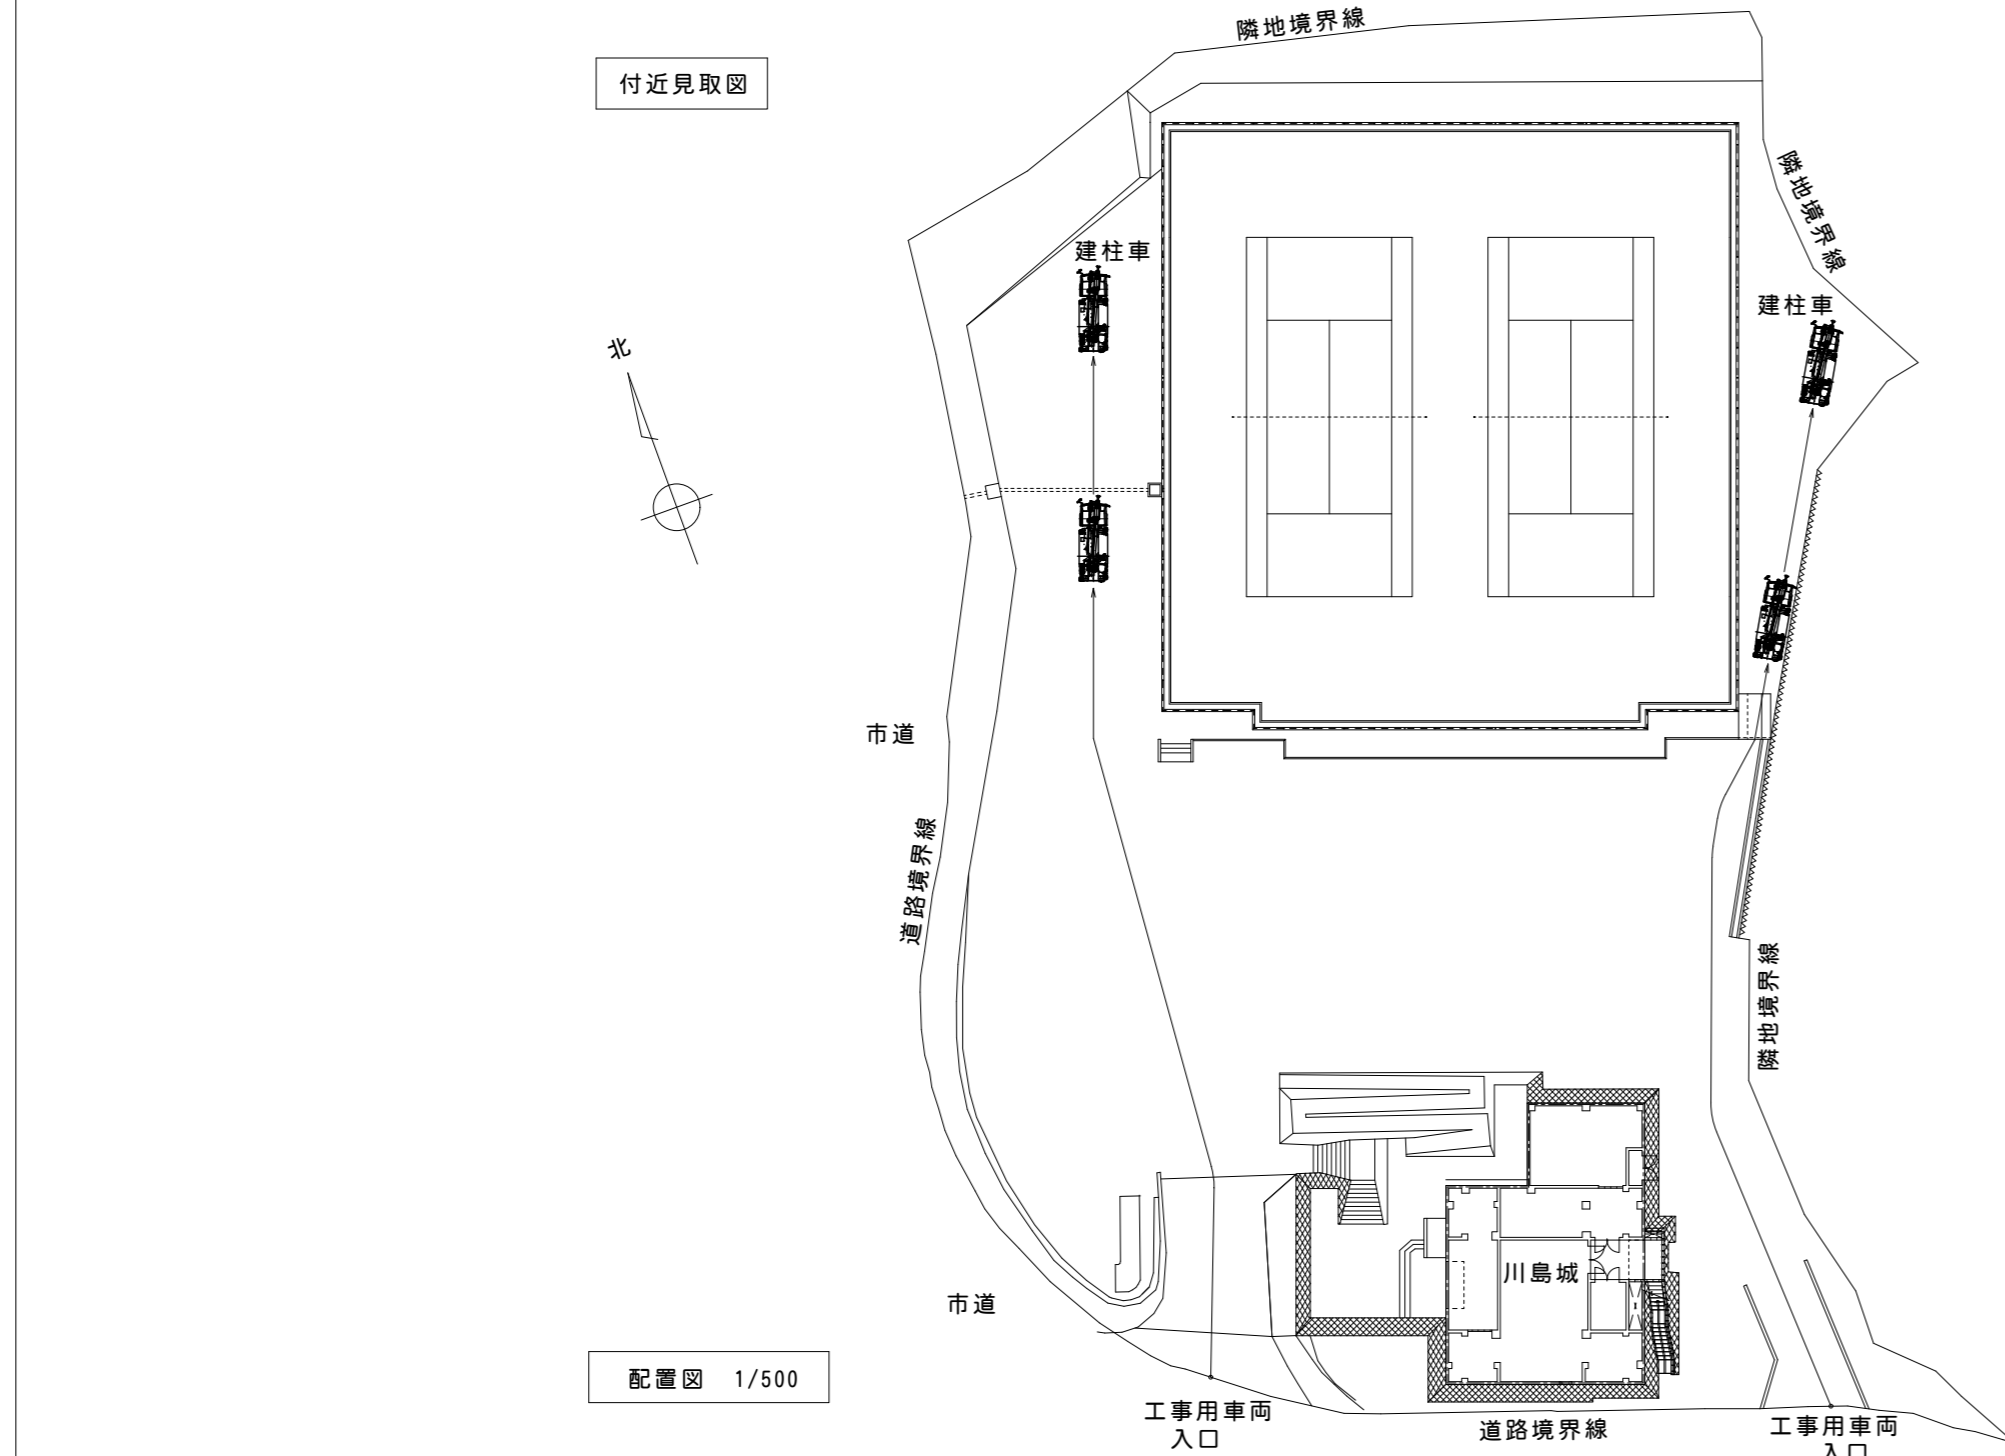 隣地境界線
付近見取図
隣地境界線
建柱車
建柱車
北
市道
道路境界線
隣地境界線
川島城
市道
配置図 1/500
工事用車両
入口
道路境界線
工事用車両
入口